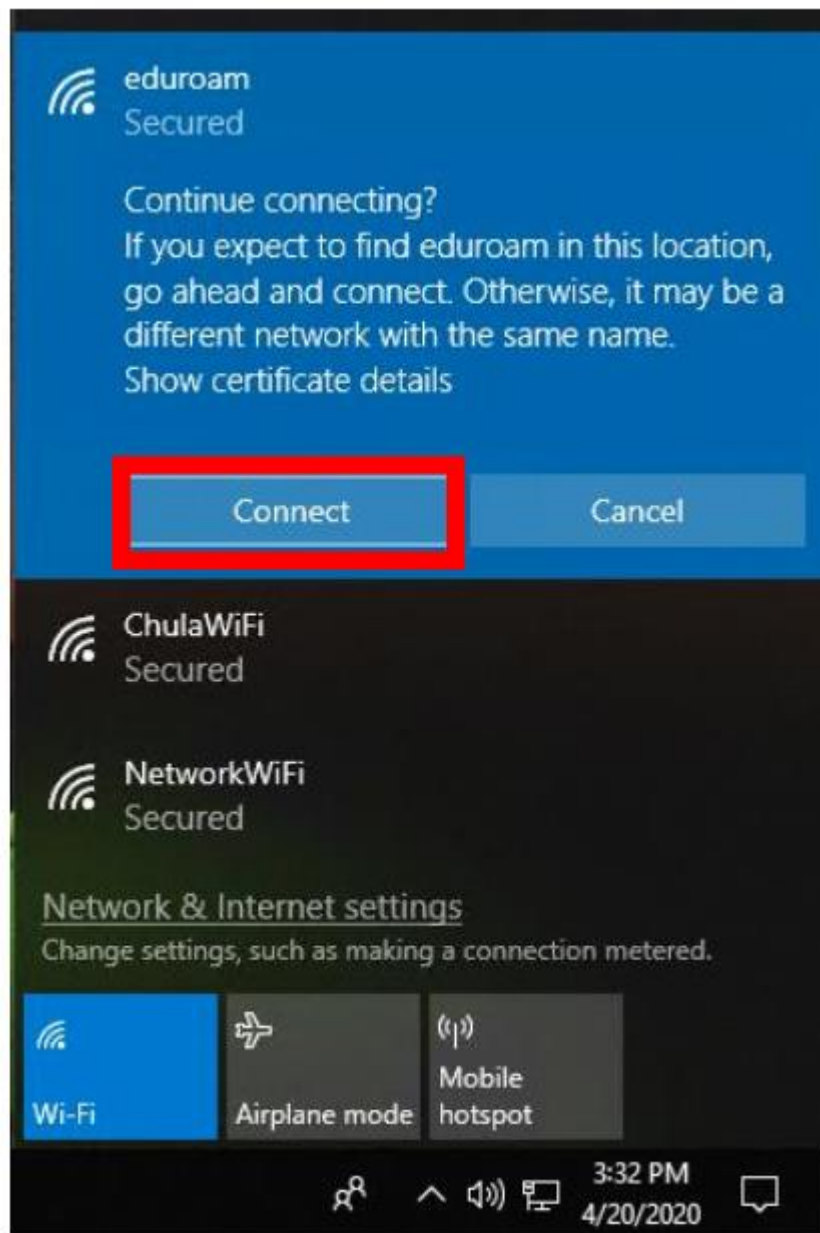 eduroam
Secured
Continue connecting?
If you expect to find eduroam in this location,
go ahead and connect. Otherwise, it may be a
different network with the same name.
Show certificate details
Connect
Cancel
ChulaWiFi
Secured
NetworkWiFi
Secured
Network & Internet settings
Change settings, such as making a connection metered.
Wi-Fi
Airplane mode
Mobile
hotspot
3:32 PM
4/20/2020